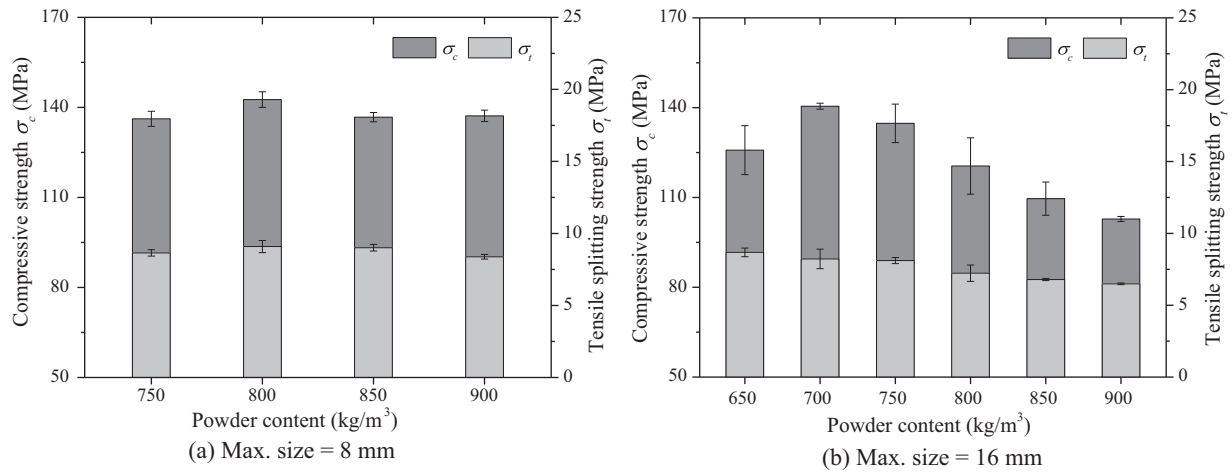 170
140
110
80
50
Compressive strength σc (MPa)
σc
σt
25
20
15
10
5
0
Tensile splitting strength σt (MPa)
750 800 850 900
Powder content (kg/m³)
(a) Max. size = 8 mm
170
140
110
80
50
Compressive strength σc (MPa)
σc
σt
25
20
15
10
5
0
Tensile splitting strength σt (MPa)
650 700 750 800 850 900
Powder content (kg/m³)
(b) Max. size = 16 mm